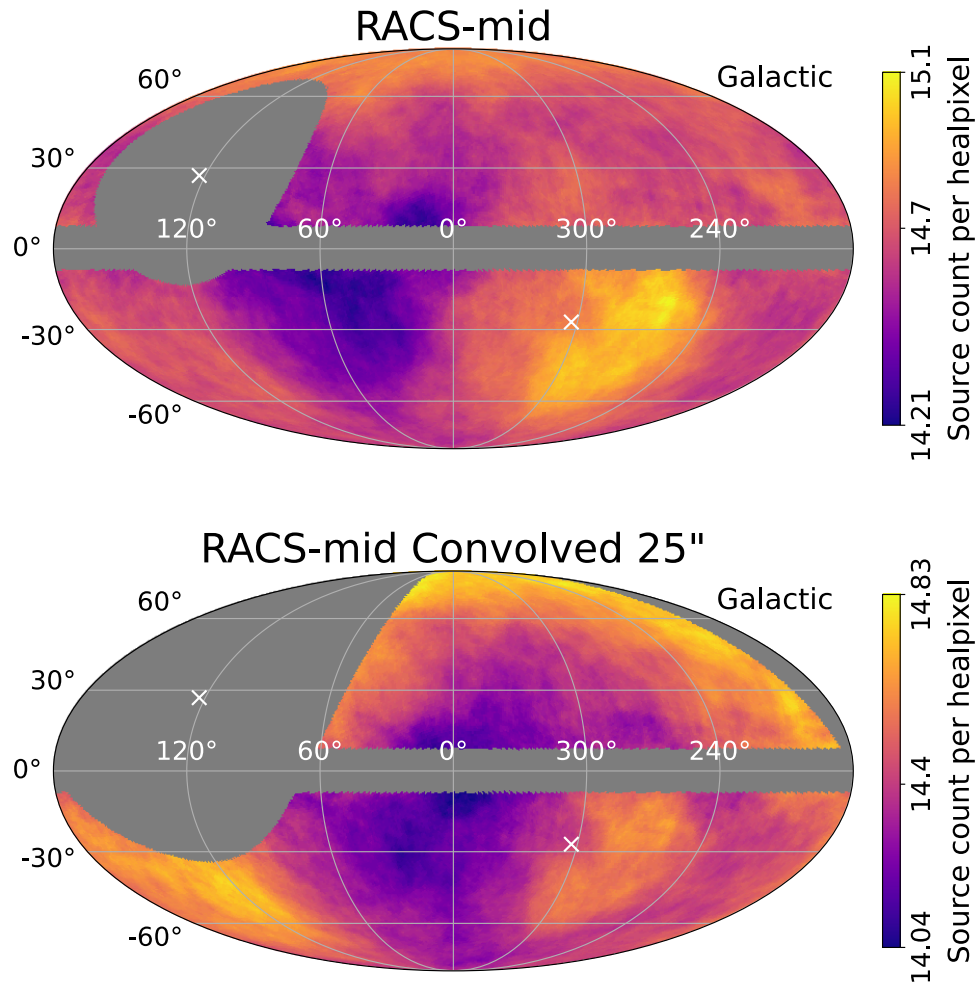 RACS-mid
Galactic
60°
30°
0°
-30°
-60°
120° 60° 0° 300° 240°
15.1
14.7
14.21
Source count per healpixel
RACS-mid Convolved 25"
Galactic
60°
30°
0°
-30°
-60°
120° 60° 0° 300° 240°
14.83
14.4
14.04
Source count per healpixel